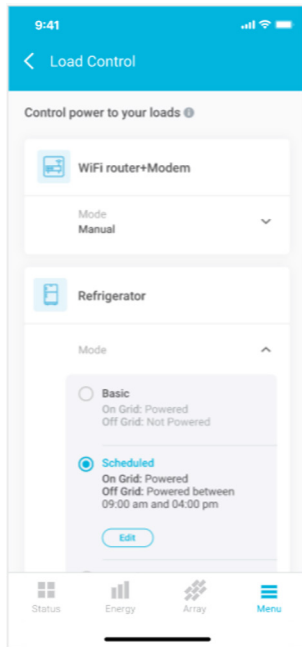 9:41
Load Control
Control power to your loads
WiFi router+Modem
Mode
Manual
Refrigerator
Mode
Basic
On Grid: Powered
Off Grid: Not Powered
Scheduled
On Grid: Powered
Off Grid: Powered between
09:00 am and 04:00 pm
Edit
Status Energy Array Menu